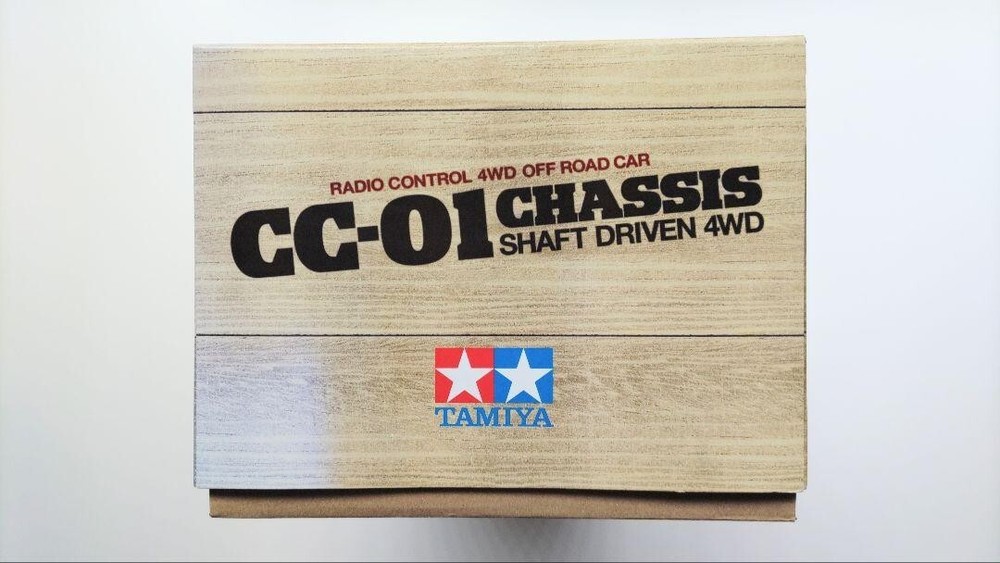 RADIO CONTROL 4WD OFF ROAD CAR
CC-01 CHASSIS
SHAFT DRIVEN 4WD
TAMIYA